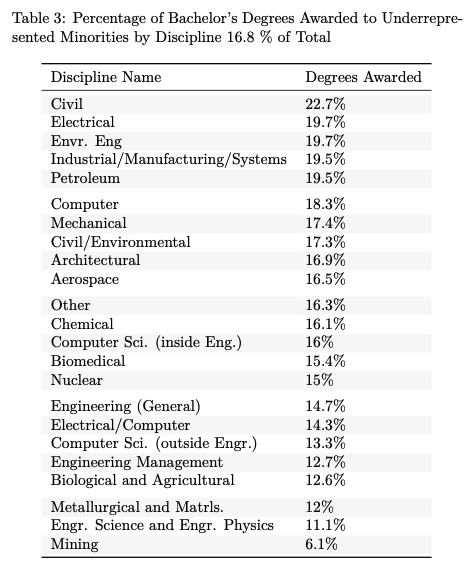 Table 3: Percentage of Bachelor's Degrees Awarded to Underrepre-
sented Minorities by Discipline 16.8 % of Total
Discipline Name Degrees Awarded
Civil 22.7%
Electrical 19.7%
Envr. Eng 19.7%
Industrial/Manufacturing/Systems 19.5%
Petroleum 19.5%
Computer 18.3%
Mechanical 17.4%
Civil/Environmental 17.3%
Architectural 16.9%
Aerospace 16.5%
Other 16.3%
Chemical 16.1%
Computer Sci. (inside Eng.) 16%
Biomedical 15.4%
Nuclear 15%
Engineering (General) 14.7%
Electrical/Computer 14.3%
Computer Sci. (outside Engr.) 13.3%
Engineering Management 12.7%
Biological and Agricultural 12.6%
Metallurgical and Matrls. 12%
Engr. Science and Engr. Physics 11.1%
Mining 6.1%